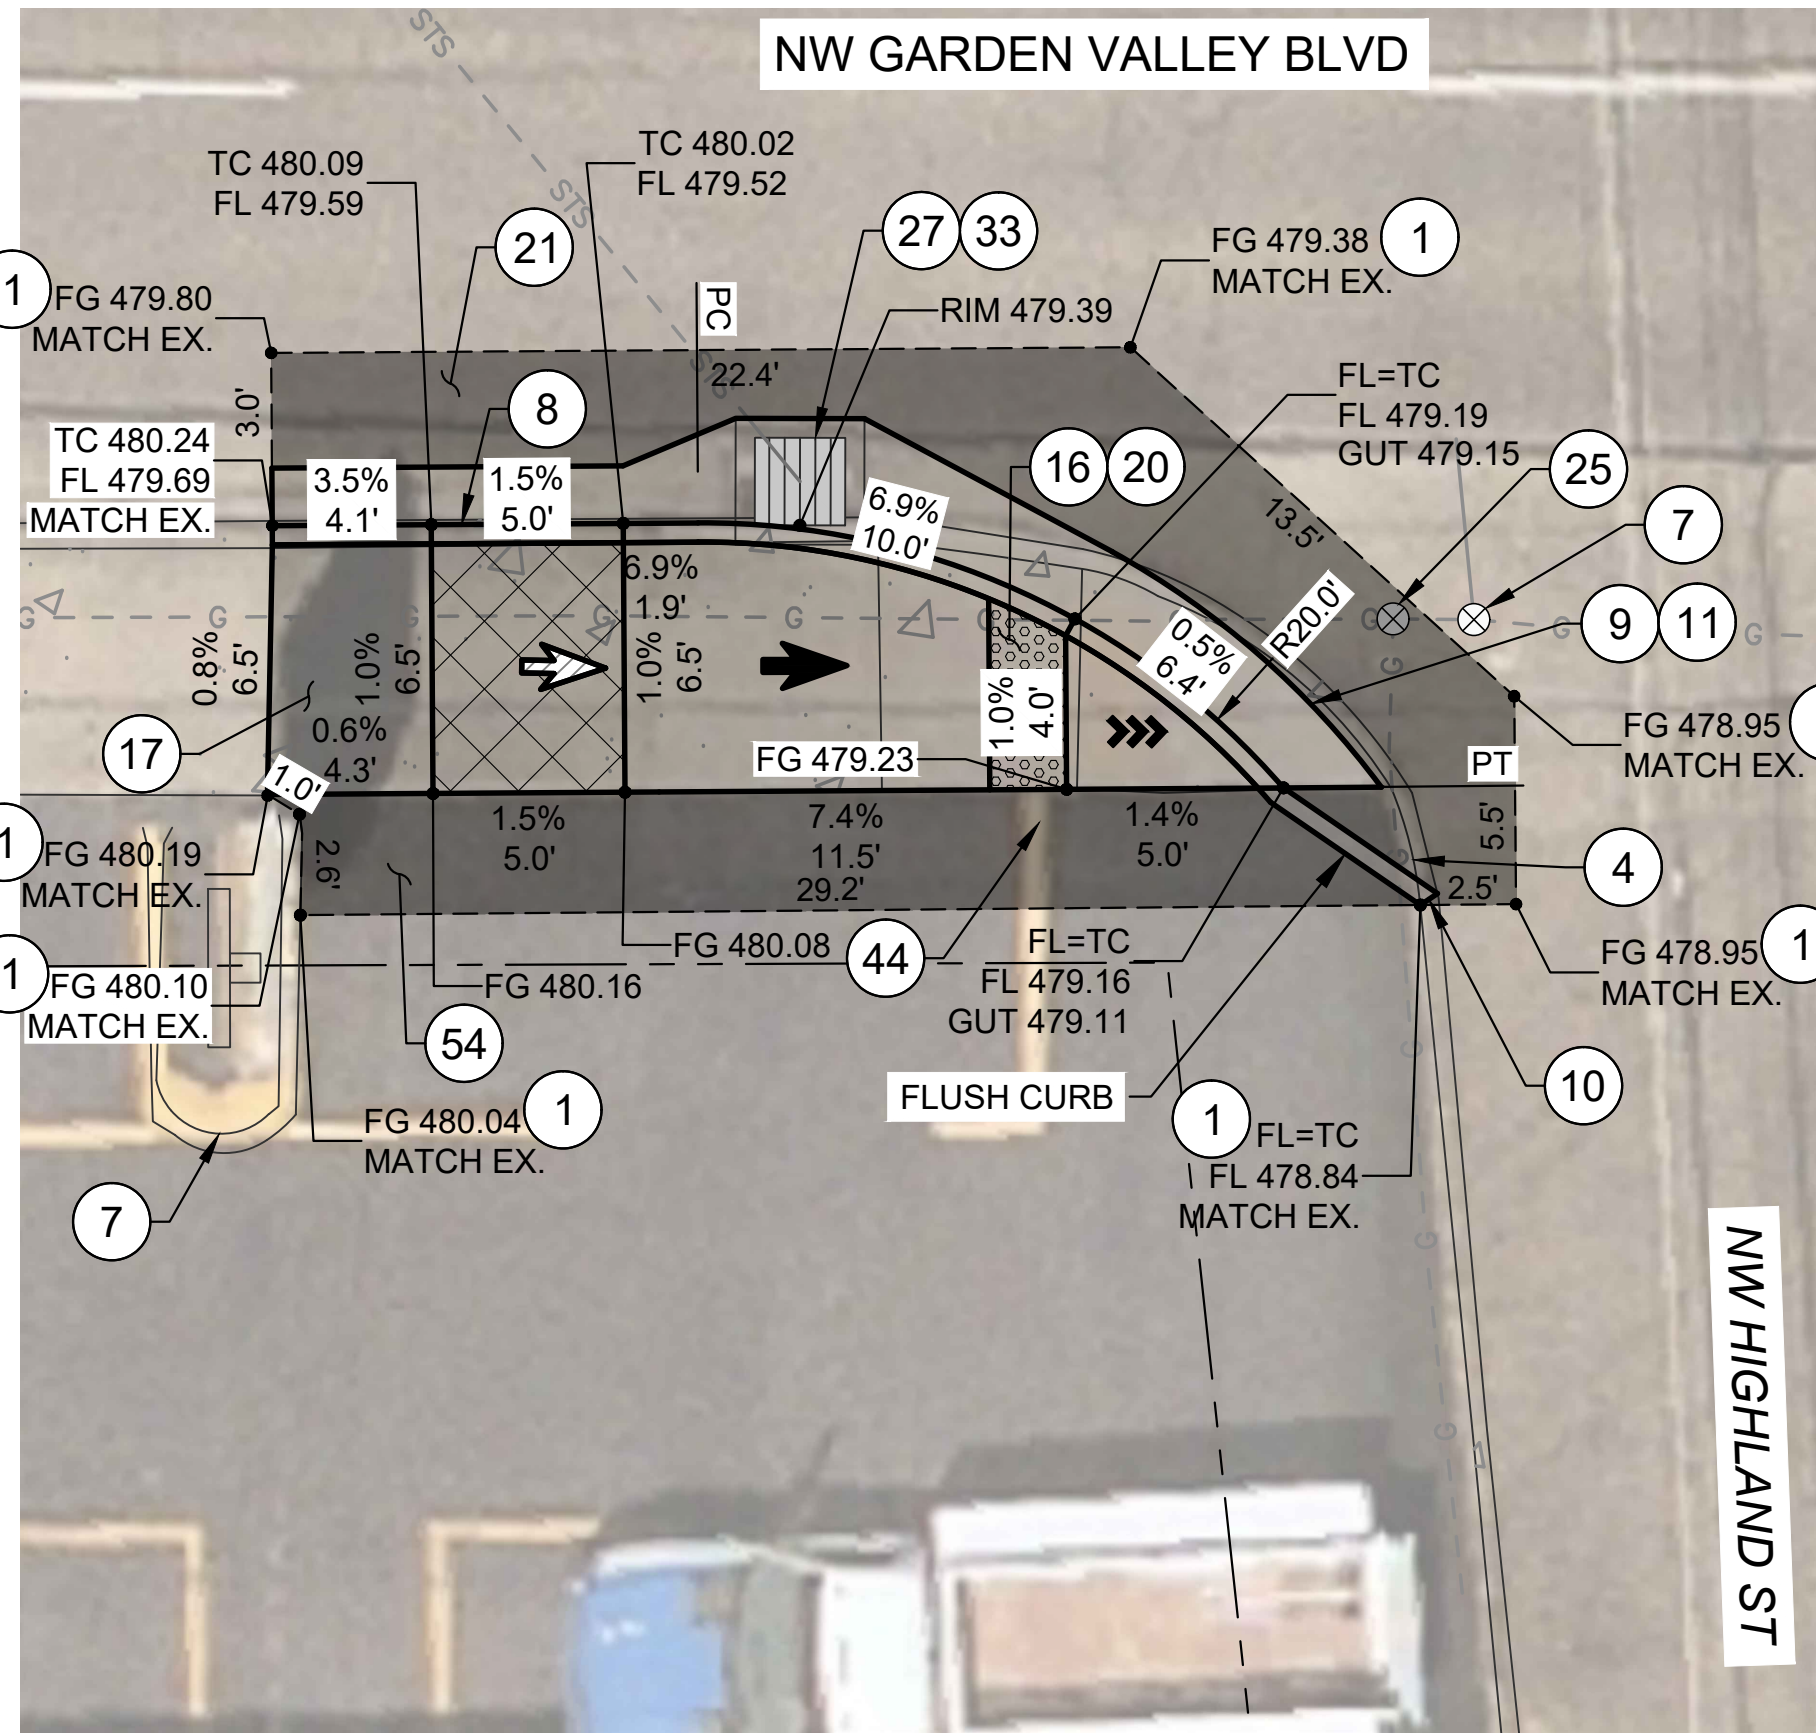 NW GARDEN VALLEY BLVD
STS
TC 480.09
FL 479.59
TC 480.02
FL 479.52
STS
21
27
33
FG 479.38
MATCH EX.
1
1
FG 479.80
MATCH EX.
PC
RIM 479.39
STS
22.4'
3.0'
8
FL=TC
FL 479.19
GUT 479.15
TC 480.24
FL 479.69
MATCH EX.
3.5%
4.1'
1.5%
5.0'
16
20
25
7
6.9%
10.0'
13.5'
6.9%
1.9'
G
G
G
G
G
G
G
G
G
G
0.8%
6.5'
1.0%
6.5'
1.0%
6.5'
1.0%
4.0'
0.5%
6.4'
R20.0'
9
11
G
17
0.6%
4.3'
1.0'
FG 479.23
PT
FG 478.95
MATCH EX.
1.5%
5.0'
7.4%
11.5'
29.2'
1.4%
5.0'
5.5'
2.5'
G
4
1
FG 480.19
MATCH EX.
2.6'
1
FG 480.10
MATCH EX.
FG 480.08
44
FL=TC
FL 479.16
GUT 479.11
FG 480.16
54
FG 478.95
MATCH EX.
1
G
FLUSH CURB
10
FG 480.04
MATCH EX.
1
1
FL=TC
FL 478.84
MATCH EX.
7
G
G
NW HIGHLAND ST